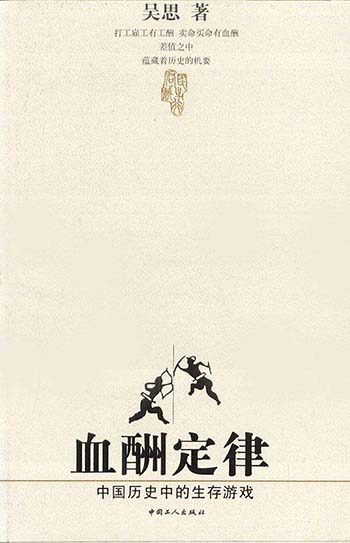 吴思 著
打工雇工有工酬 卖命买命有血酬
差值之中
蕴藏着历史的机要
血酬定律
中国历史中的生存游戏
中国工人出版社